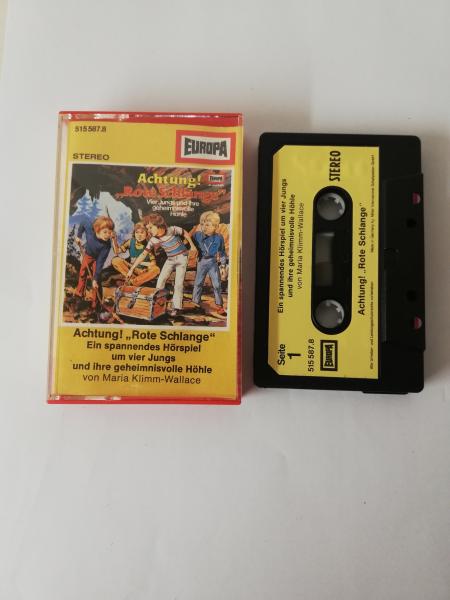 515 587.8
EUROPA
STEREO
Achtung!
„Rote Schlange“
Vier Jungs und ihre
geheimnisvolle
Höhle
Achtung! „Rote Schlange“
Ein spannendes Hörspiel
um vier Jungs
und ihre geheimnisvolle Höhle
von Maria Klimm-Wallace
Ein spannendes Hörspiel um vier Jungs
und ihre geheimnisvolle Höhle
von Maria Klimm-Wallace
STEREO
Seite
1
515 587.8
EUROPA
Achtung! „Rote Schlange“